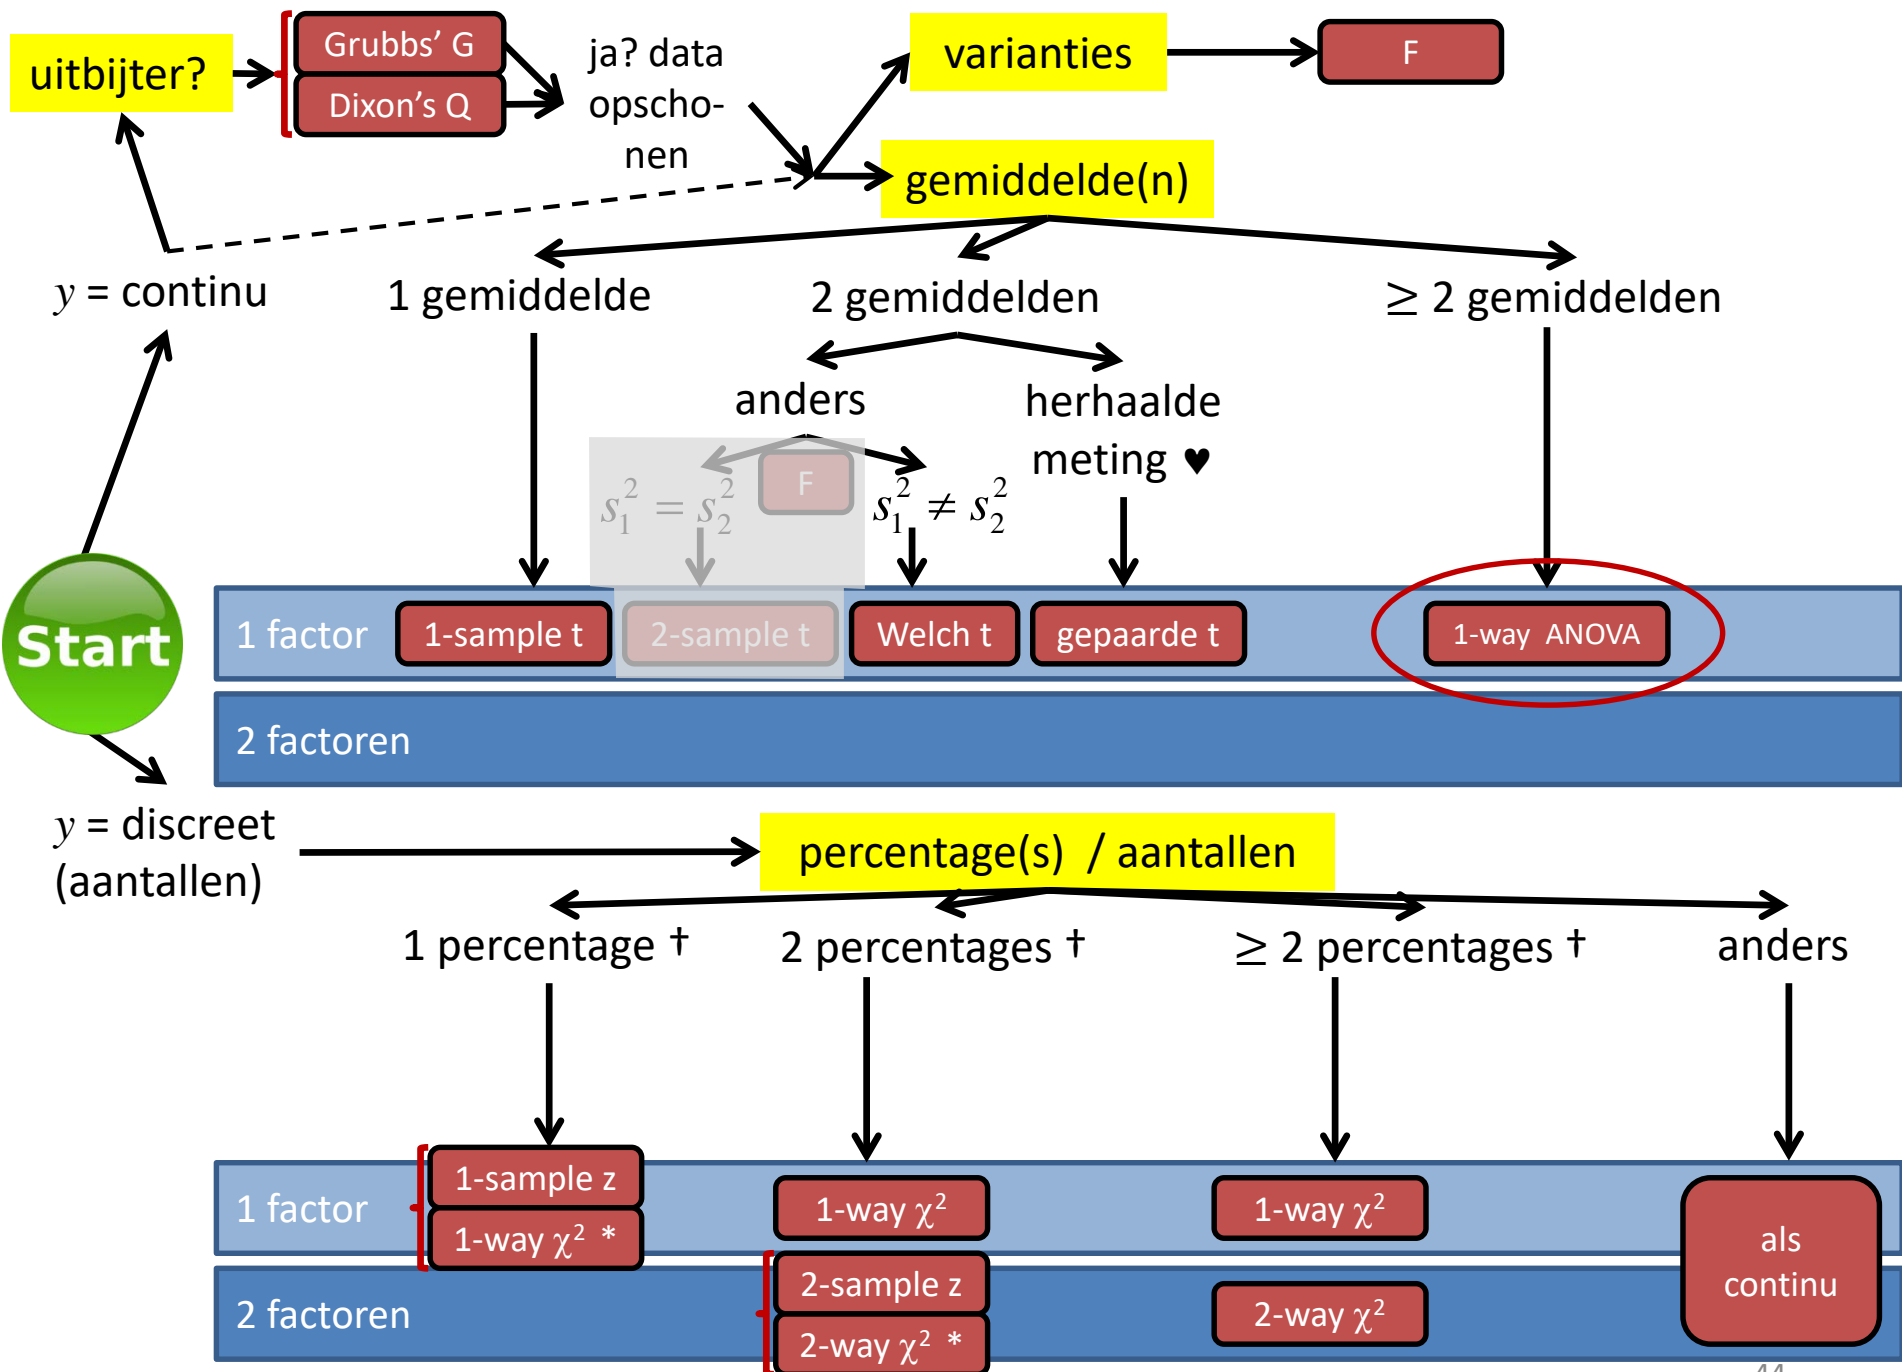 uitbijter?
Grubbs' G
Dixon's Q
ja? data
opscho-
nen
varianties
F
gemiddelde(n)
y = continu
1 gemiddelde
2 gemiddelden
≥ 2 gemiddelden
anders
herhaalde
meting ♥
s₁² = s₂²
F
s₁² ≠ s₂²
Start
1 factor
1-sample t
2-sample t
Welch t
gepaarde t
1-way ANOVA
2 factoren
y = discreet
(aantallen)
percentage(s) / aantallen
1 percentage †
2 percentages †
≥ 2 percentages †
anders
1 factor
1-sample z
1-way χ² *
1-way χ²
1-way χ²
als
continu
2 factoren
2-sample z
2-way χ² *
2-way χ²
44